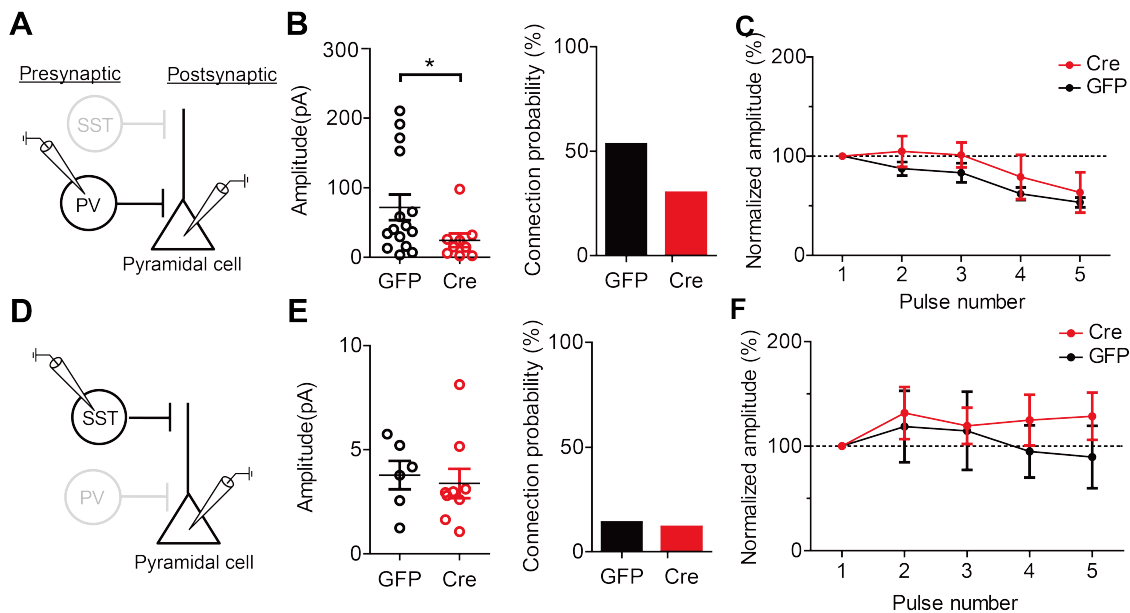 A
Presynaptic
Postsynaptic
SST
PV
Pyramidal cell
B
Amplitude(pA)
300
200
100
0
*
GFP
Cre
Connection probability (%)
100
50
0
GFP
Cre
C
Normalized amplitude (%)
200
100
0
Cre
GFP
1 2 3 4 5
Pulse number
D
SST
PV
Pyramidal cell
E
Amplitude(pA)
10
5
0
GFP
Cre
Connection probability (%)
100
50
0
GFP
Cre
F
Normalized amplitude (%)
200
100
0
Cre
GFP
1 2 3 4 5
Pulse number